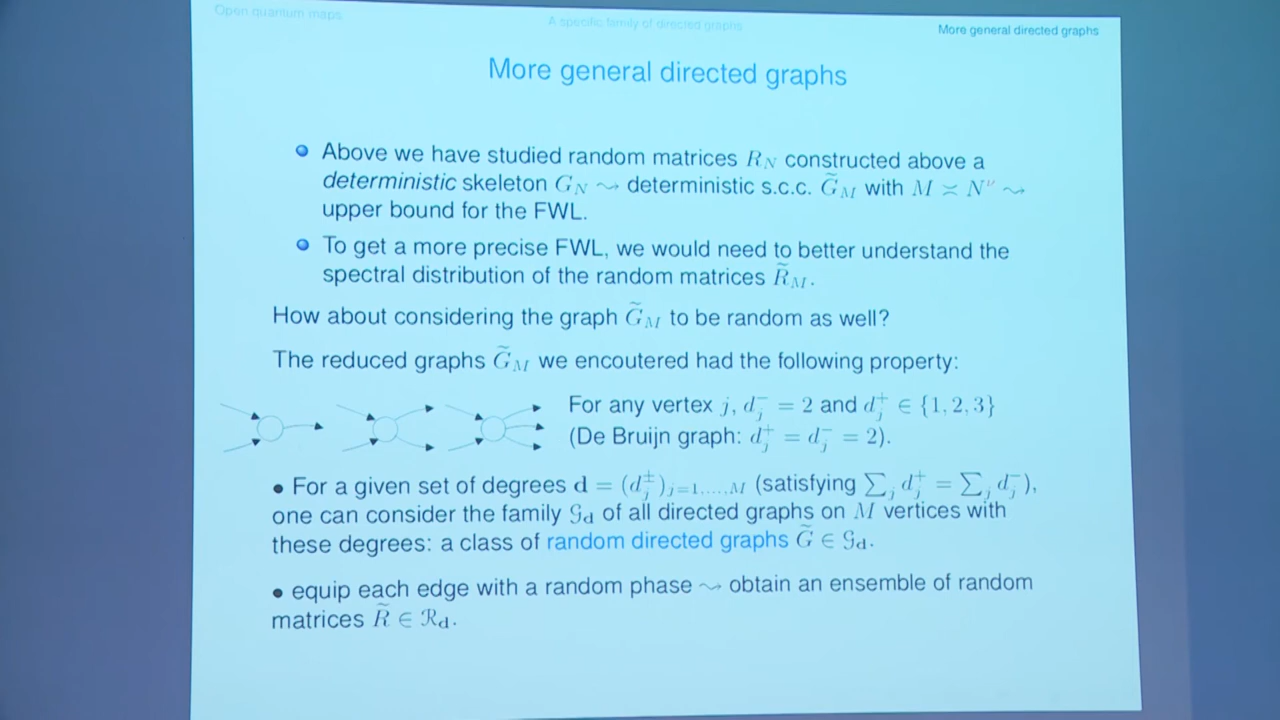 Open quantum maps
A specific family of directed graphs
More general directed graphs
More general directed graphs
Above we have studied random matrices R_N constructed above a
deterministic skeleton G_N ⇝ deterministic s.c.c. G̃_M with M ≍ N^ν ⇝
upper bound for the FWL.
To get a more precise FWL, we would need to better understand the
spectral distribution of the random matrices R̃_M.
How about considering the graph G̃_M to be random as well?
The reduced graphs G̃_M we encoutered had the following property:
For any vertex j, d_j^- = 2 and d_j^+ ∈ {1, 2, 3}
(De Bruijn graph: d_j^+ = d_j^- = 2).
• For a given set of degrees d = (d_j^±)_{j=1,...,M} (satisfying ∑_j d_j^+ = ∑_j d_j^-),
one can consider the family 𝒢_d of all directed graphs on M vertices with
these degrees: a class of random directed graphs G̃ ∈ 𝒢_d.
• equip each edge with a random phase ⇝ obtain an ensemble of random
matrices R̃ ∈ ℛ_d.